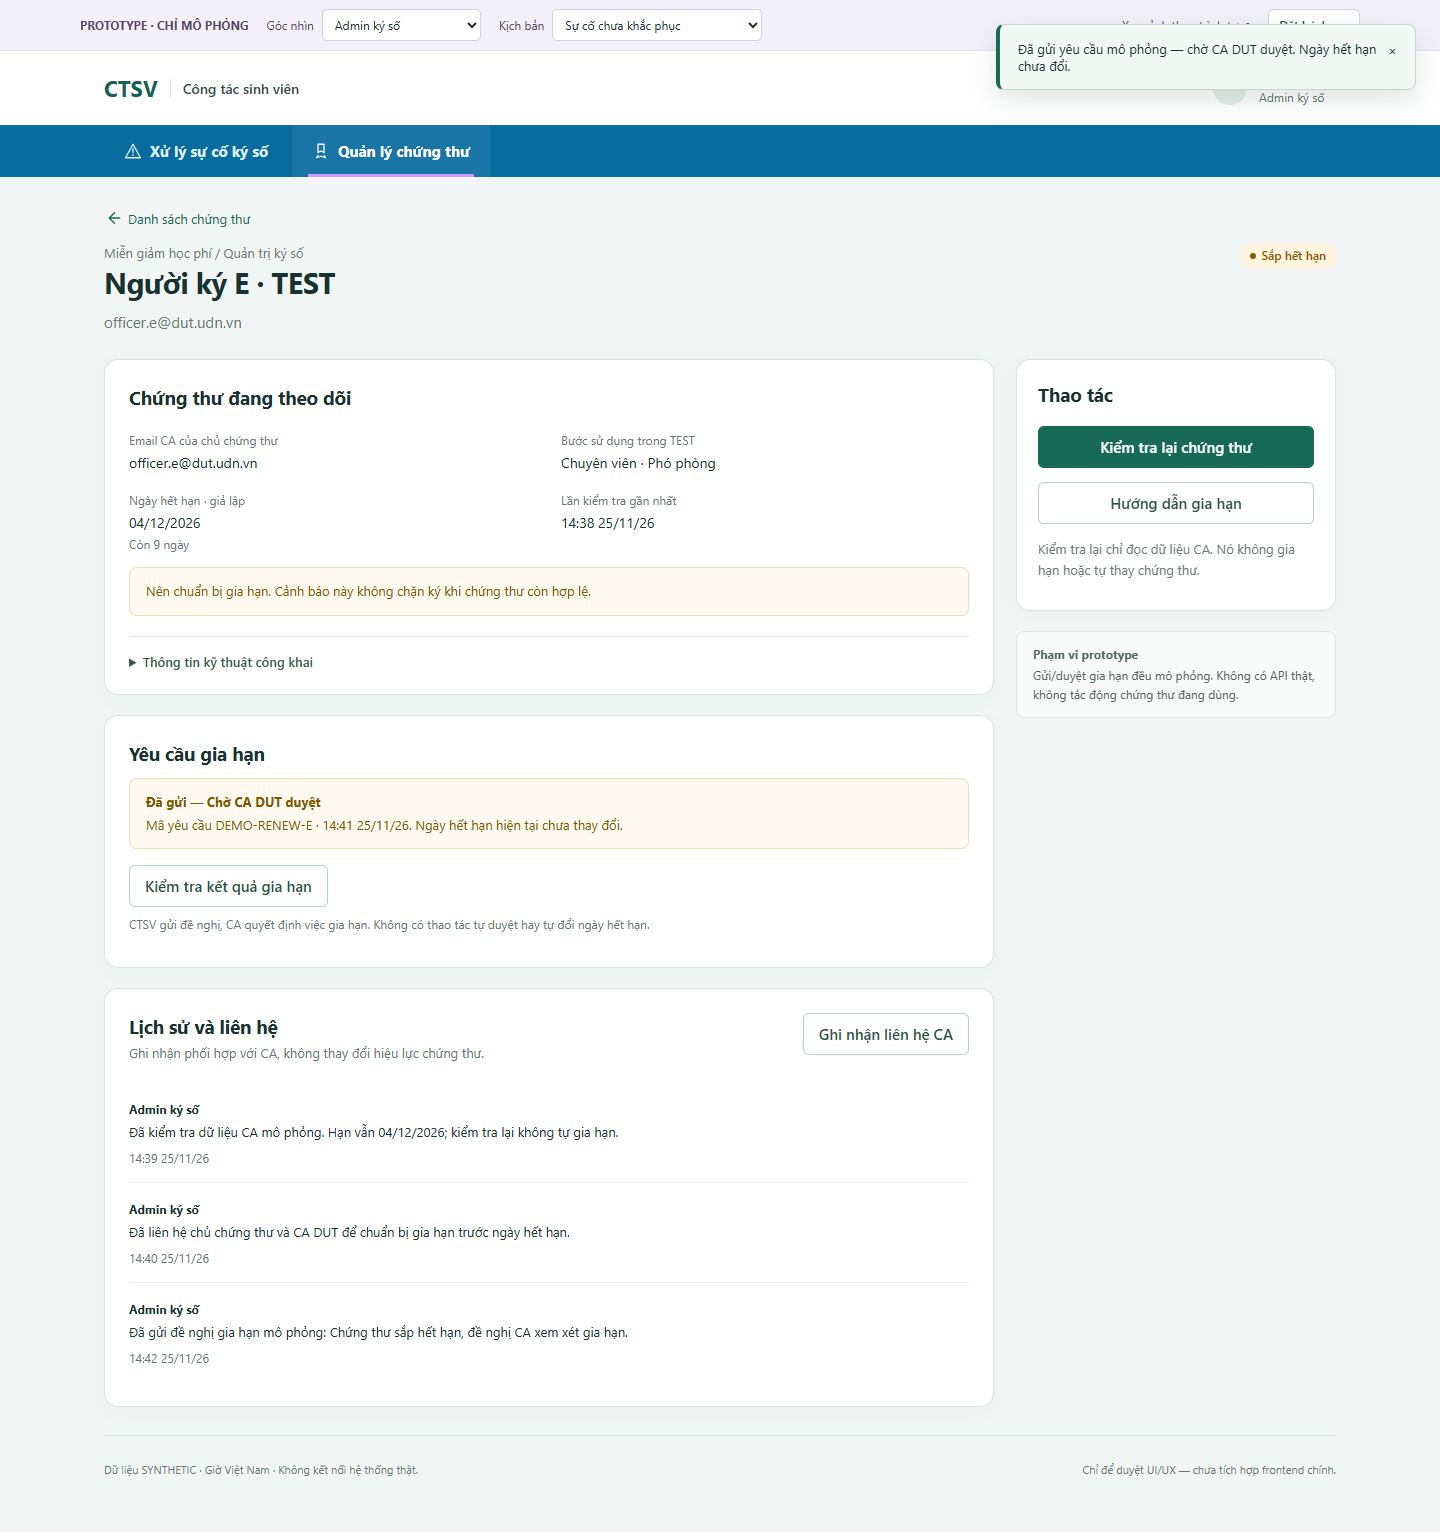 PROTOTYPE · CHỈ MÔ PHỎNG
Góc nhìn
Admin ký số
Kịch bản
Sự cố chưa khắc phục
Đã gửi yêu cầu mô phỏng — chờ CA DUT duyệt. Ngày hết hạn
chưa đổi.
×
CTSV
Công tác sinh viên
Admin ký số
Xử lý sự cố ký số
Quản lý chứng thư
Danh sách chứng thư
Miễn giảm học phí / Quản trị ký số
Người ký E · TEST
officer.e@dut.udn.vn
Sắp hết hạn
Chứng thư đang theo dõi
Email CA của chủ chứng thư
officer.e@dut.udn.vn
Bước sử dụng trong TEST
Chuyên viên · Phó phòng
Ngày hết hạn · giả lập
04/12/2026
Còn 9 ngày
Lần kiểm tra gần nhất
14:38 25/11/26
Nên chuẩn bị gia hạn. Cảnh báo này không chặn ký khi chứng thư còn hợp lệ.
Thông tin kỹ thuật công khai
Thao tác
Kiểm tra lại chứng thư
Hướng dẫn gia hạn
Kiểm tra lại chỉ đọc dữ liệu CA. Nó không gia
hạn hoặc tự thay chứng thư.
Phạm vi prototype
Gửi/duyệt gia hạn đều mô phỏng. Không có API thật,
không tác động chứng thư đang dùng.
Yêu cầu gia hạn
Đã gửi — Chờ CA DUT duyệt
Mã yêu cầu DEMO-RENEW-E · 14:41 25/11/26. Ngày hết hạn hiện tại chưa thay đổi.
Kiểm tra kết quả gia hạn
CTSV gửi đề nghị, CA quyết định việc gia hạn. Không có thao tác tự duyệt hay tự đổi ngày hết hạn.
Lịch sử và liên hệ
Ghi nhận phối hợp với CA, không thay đổi hiệu lực chứng thư.
Ghi nhận liên hệ CA
Admin ký số
Đã kiểm tra dữ liệu CA mô phỏng. Hạn vẫn 04/12/2026; kiểm tra lại không tự gia hạn.
14:39 25/11/26
Admin ký số
Đã liên hệ chủ chứng thư và CA DUT để chuẩn bị gia hạn trước ngày hết hạn.
14:40 25/11/26
Admin ký số
Đã gửi đề nghị gia hạn mô phỏng: Chứng thư sắp hết hạn, đề nghị CA xem xét gia hạn.
14:42 25/11/26
Dữ liệu SYNTHETIC · Giờ Việt Nam · Không kết nối hệ thống thật.
Chỉ để duyệt UI/UX — chưa tích hợp frontend chính.